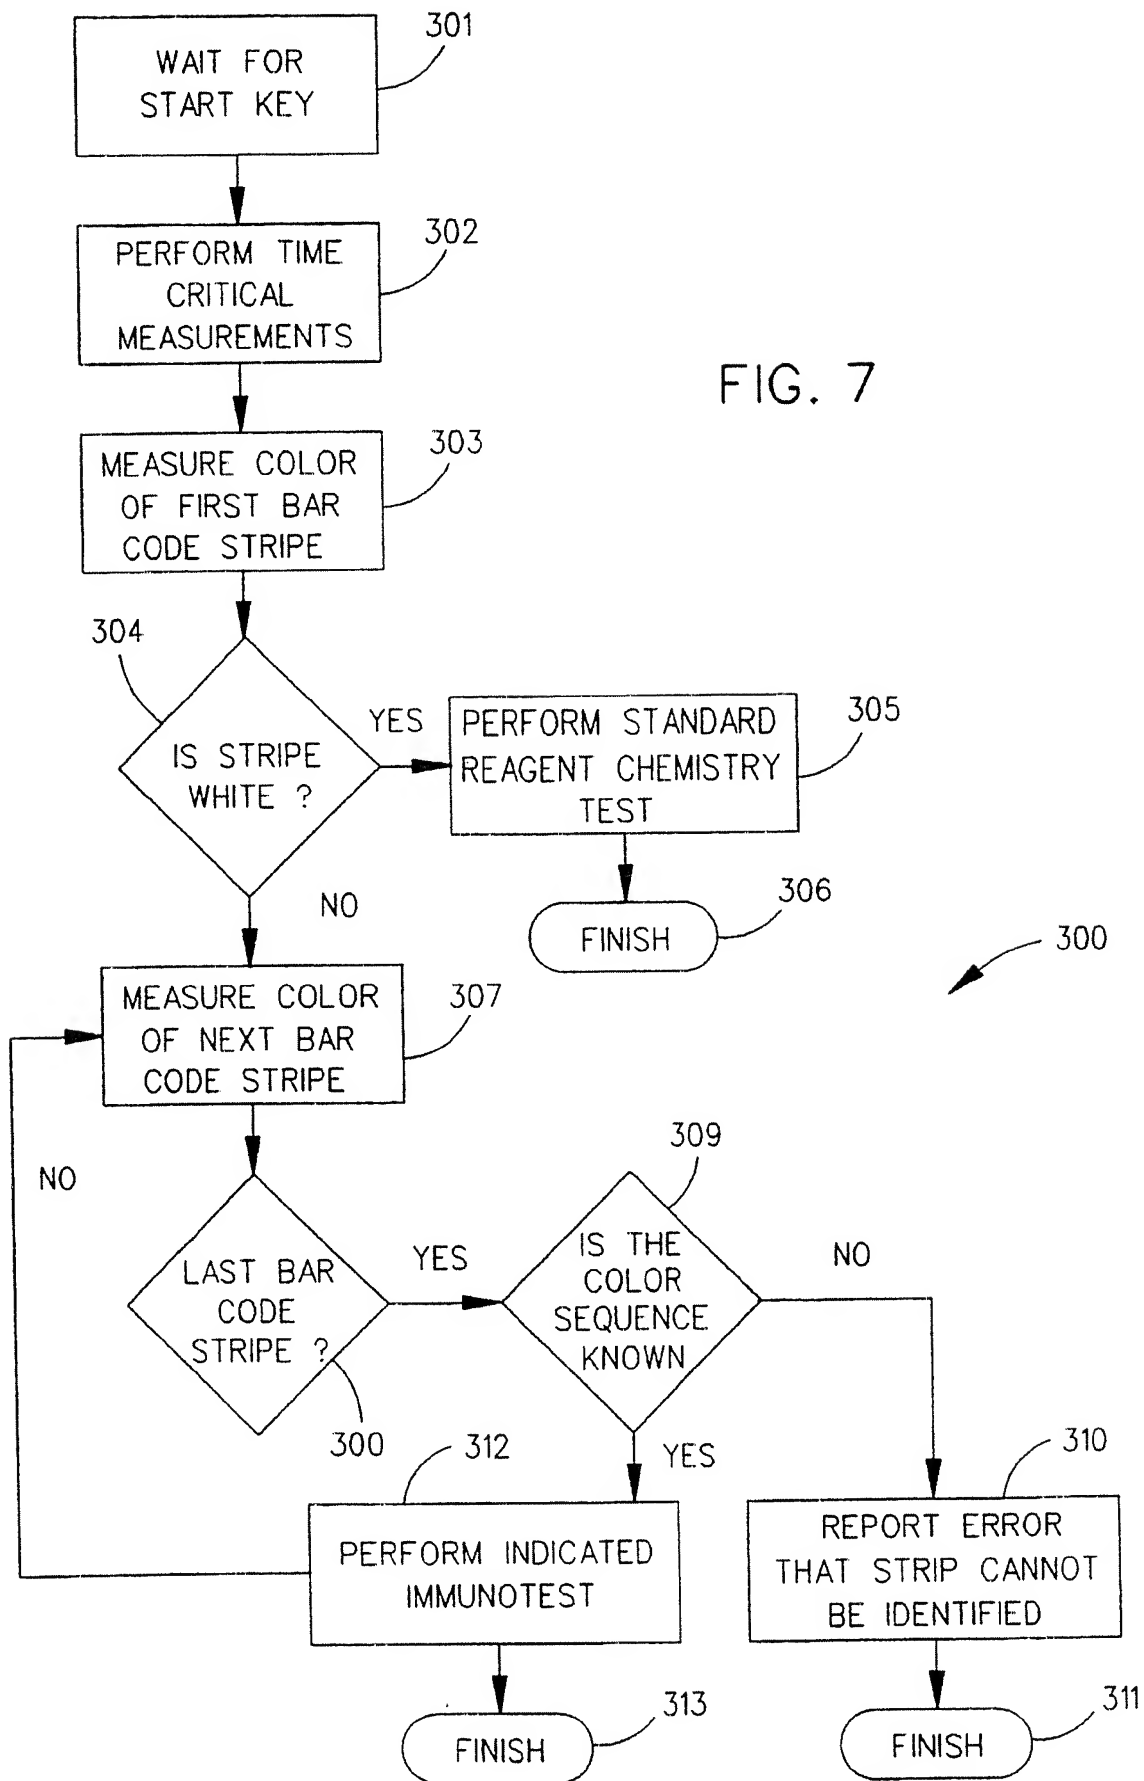 301
WAIT FOR
START KEY
302
PERFORM TIME
CRITICAL
MEASUREMENTS
FIG. 7
303
MEASURE COLOR
OF FIRST BAR
CODE STRIPE
304
IS STRIPE
WHITE ?
YES
305
PERFORM STANDARD
REAGENT CHEMISTRY
TEST
NO
306
FINISH
300
307
MEASURE COLOR
OF NEXT BAR
CODE STRIPE
NO
LAST BAR
CODE
STRIPE ?
300
YES
309
IS THE
COLOR
SEQUENCE
KNOWN
NO
YES
312
PERFORM INDICATED
IMMUNOTEST
310
REPORT ERROR
THAT STRIP CANNOT
BE IDENTIFIED
313
FINISH
311
FINISH